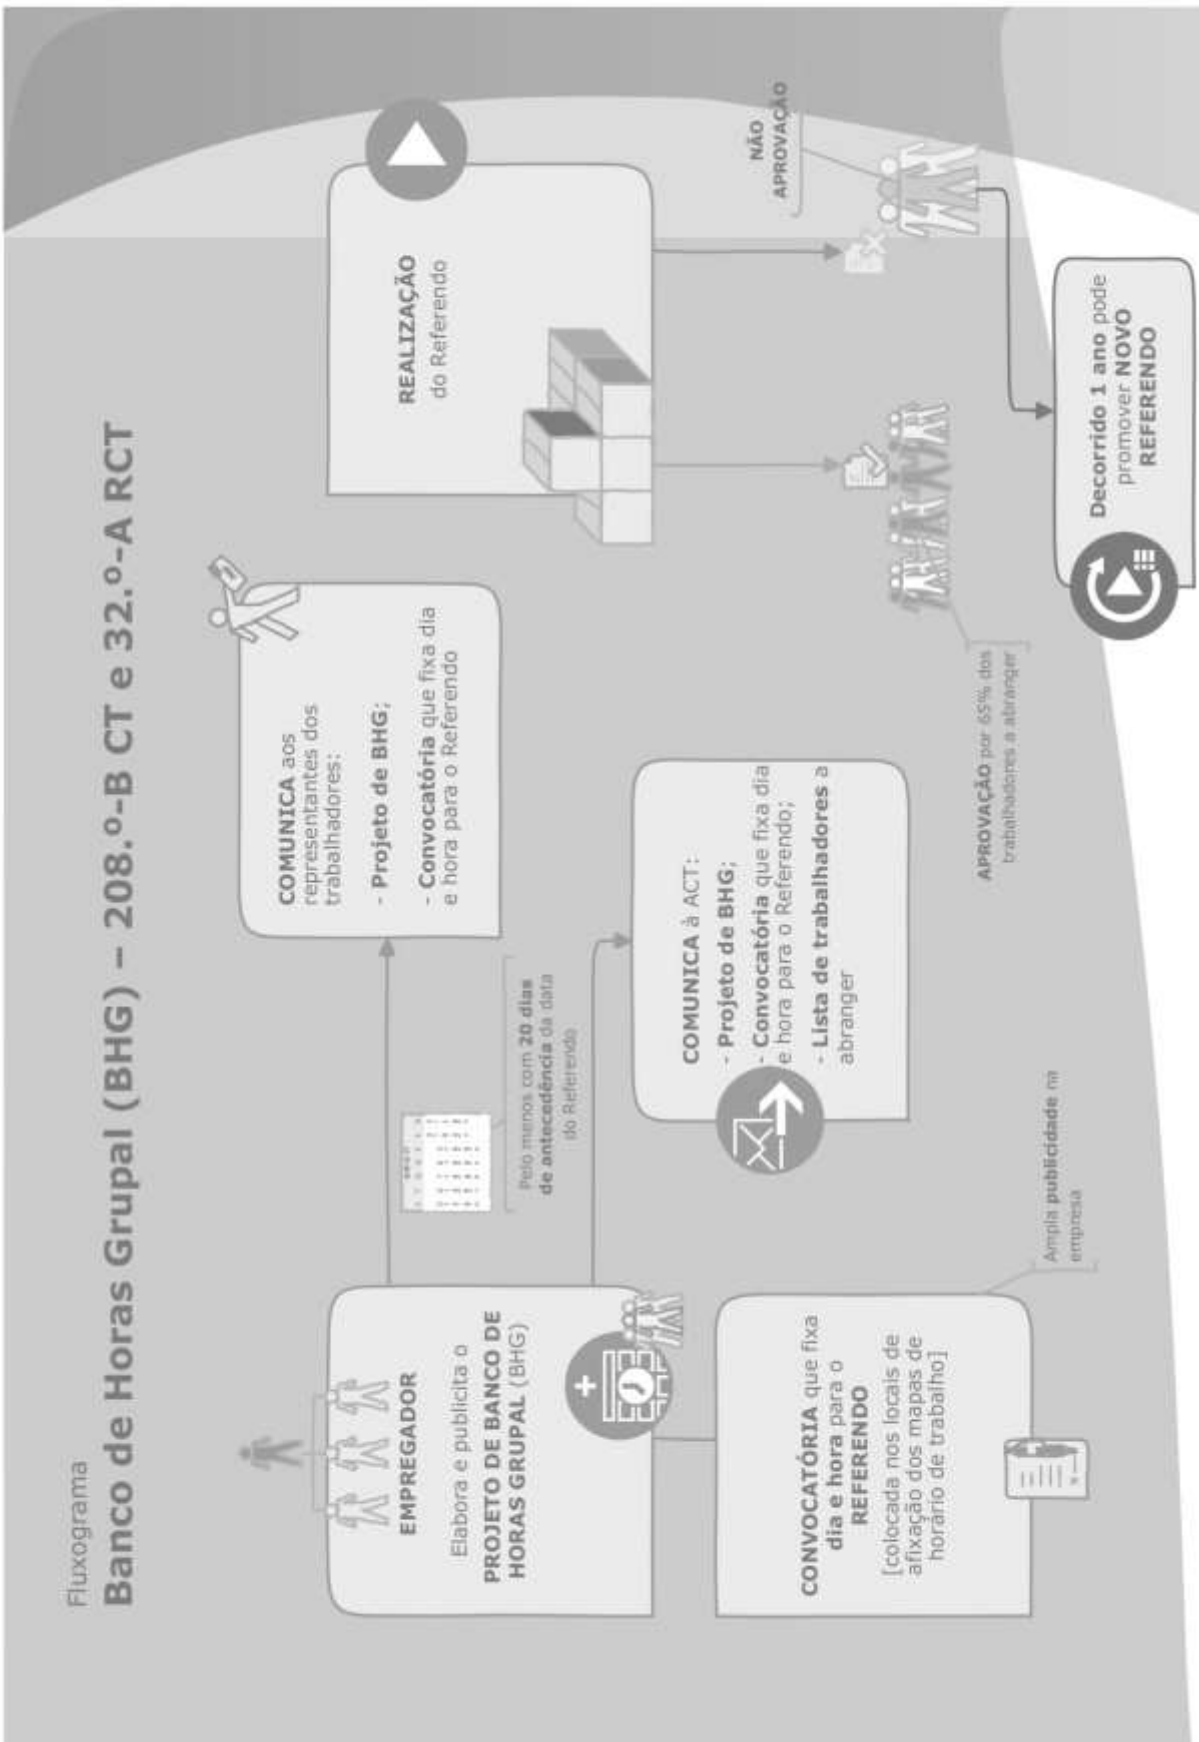 Fluxograma
Banco de Horas Grupal (BHG) – 208.º-B CT e 32.º-A RCT
EMPREGADOR
Elabora e publicita o
PROJETO DE BANCO DE
HORAS GRUPAL (BHG)
CONVOCATÓRIA que fixa
dia e hora para o
REFERENDO
[colocada nos locais de
afixação dos mapas de
horário de trabalho]
Ampla publicidade na
empresa
Pelo menos com 20 dias
de antecedência da data
do Referendo
COMUNICA aos
representantes dos
trabalhadores:
- Projeto de BHG;
- Convocatória que fixa dia
e hora para o Referendo
COMUNICA à ACT:
- Projeto de BHG;
- Convocatória que fixa dia
e hora para o Referendo;
- Lista de trabalhadores a
abranger
REALIZAÇÃO
do Referendo
APROVAÇÃO por 65% dos
trabalhadores a abranger
NÃO
APROVAÇÃO
Decorrido 1 ano pode
promover NOVO
REFERENDO